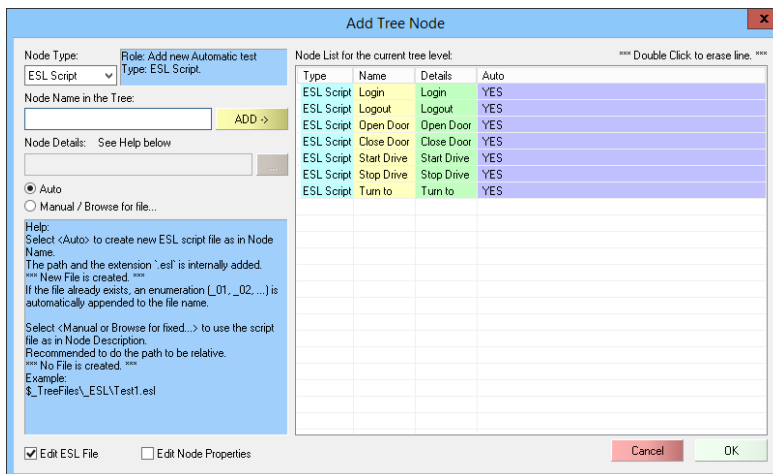 Add Tree Node
x
Node Type:
ESL Script
Role: Add new Automatic test
Type: ESL Script.
Node Name in the Tree:
ADD ->
Node Details: See Help below
...
Auto
Manual / Browse for file...
Help:
Select <Auto> to create new ESL script file as in Node
Name.
The path and the extension `.esl` is internally added.
*** New File is created. ***
If the file already exists, an enumeration (_01, _02, ...) is
automatically appended to the file name.
Select <Manual or Browse for fixed...> to use the script
file as in Node Description.
Recommended to do the path to be relative.
*** No File is created. ***
Example:
$_TreeFiles\_ESL\Test1.esl
Edit ESL File Edit Node Properties
Node List for the current tree level: *** Double Click to erase line. ***
Type Name Details Auto
ESL Script Login Login YES
ESL Script Logout Logout YES
ESL Script Open Door Open Door YES
ESL Script Close Door Close Door YES
ESL Script Start Drive Start Drive YES
ESL Script Stop Drive Stop Drive YES
ESL Script Turn to Turn to YES
Cancel OK